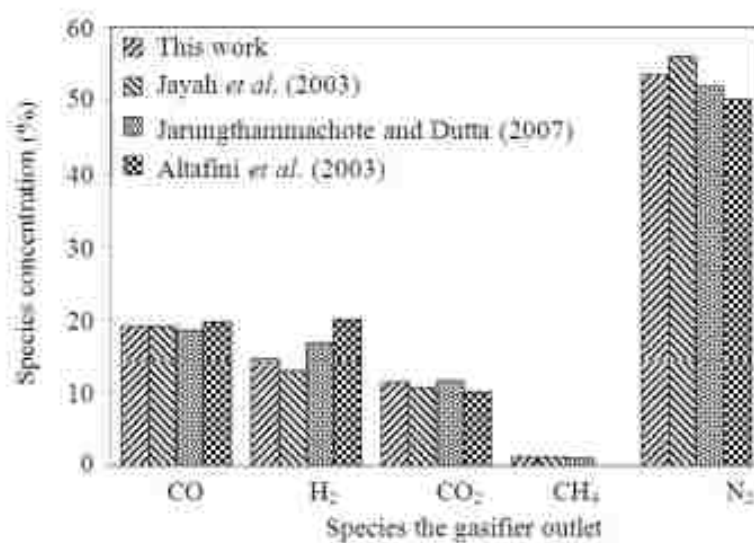 60
50
40
30
20
10
0
Species concentration (%)
This work
Jayah et al. (2003)
Jarungthammachote and Dutta (2007)
Altafini et al. (2003)
CO H₂ CO₂ CH₄ N₂
Species the gasifier outlet